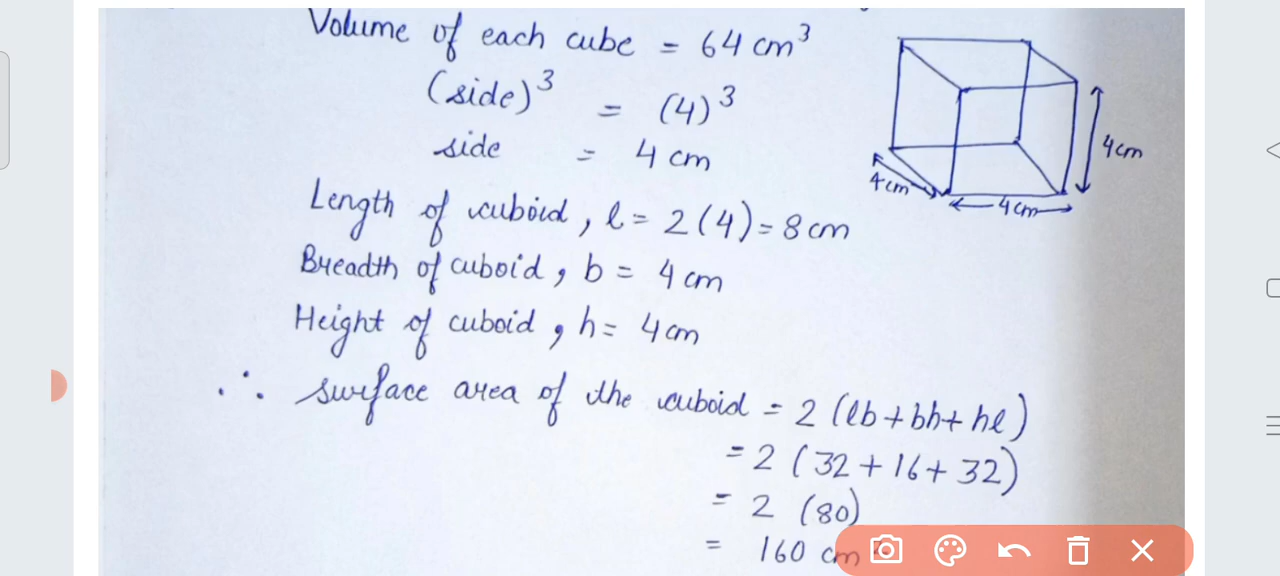 Volume of each cube = 64 cm³
(side)³ = (4)³
side = 4 cm
4cm
4cm
4cm
Length of cuboid, l = 2(4) = 8 cm
Breadth of cuboid, b = 4 cm
Height of cuboid, h = 4 cm
∴ surface area of the cuboid = 2 (lb + bh + hl)
= 2 (32 + 16 + 32)
= 2 (80)
= 160 cm